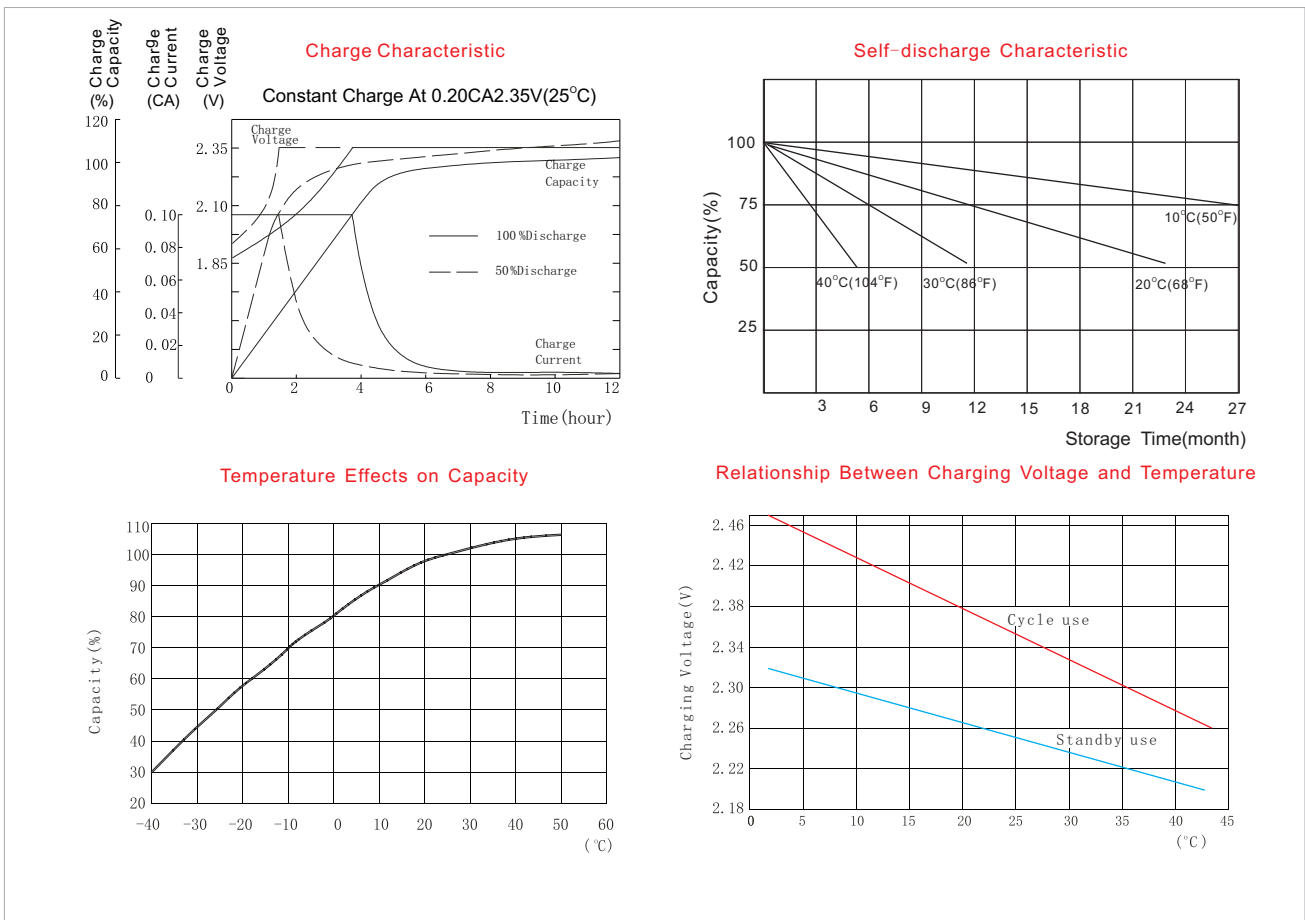 Charge Characteristic
Charge
Capacity
(%)
Charge
Current
(CA)
Charge
Voltage
(V)
Constant Charge At 0.20CA2.35V(25°C)
120
100
80
60
40
20
0
0.10
0.08
0.06
0.04
0.02
0
2.35
2.10
1.85
Charge
Voltage
Charge
Capacity
100%Discharge
50%Discharge
Charge
Current
0 2 4 6 8 10 12
Time(hour)
Self-discharge Characteristic
Capacity(%)
100
75
50
25
10°C(50°F)
40°C(104°F) 30°C(86°F) 20°C(68°F)
3 6 9 12 15 18 21 24 27
Storage Time(month)
Temperature Effects on Capacity
Capacity(%)
110
100
90
80
70
60
50
40
30
20
-40 -30 -20 -10 0 10 20 30 40 50 60
(°C)
Relationship Between Charging Voltage and Temperature
Charging Voltage(V)
2.46
2.42
2.38
2.34
2.30
2.26
2.22
2.18
Cycle use
Standby use
0 5 10 15 20 25 30 35 40 45
(°C)